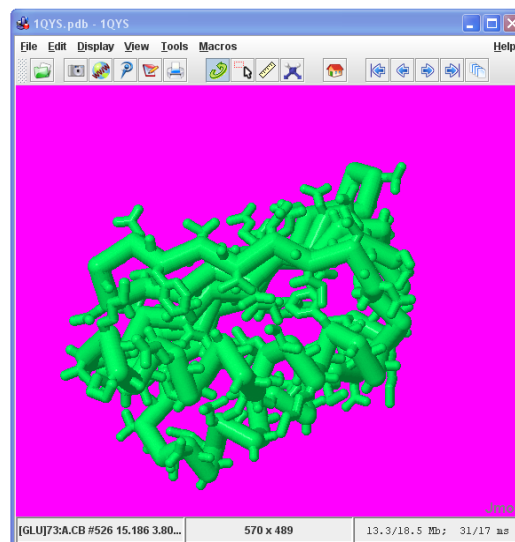 1QYS.pdb - 1QYS
File Edit Display View Tools Macros Help
Jmol
[GLU]73:A.CB #526 15.186 3.80... 570 x 489 13.3/18.5 Mb; 31/17 ms